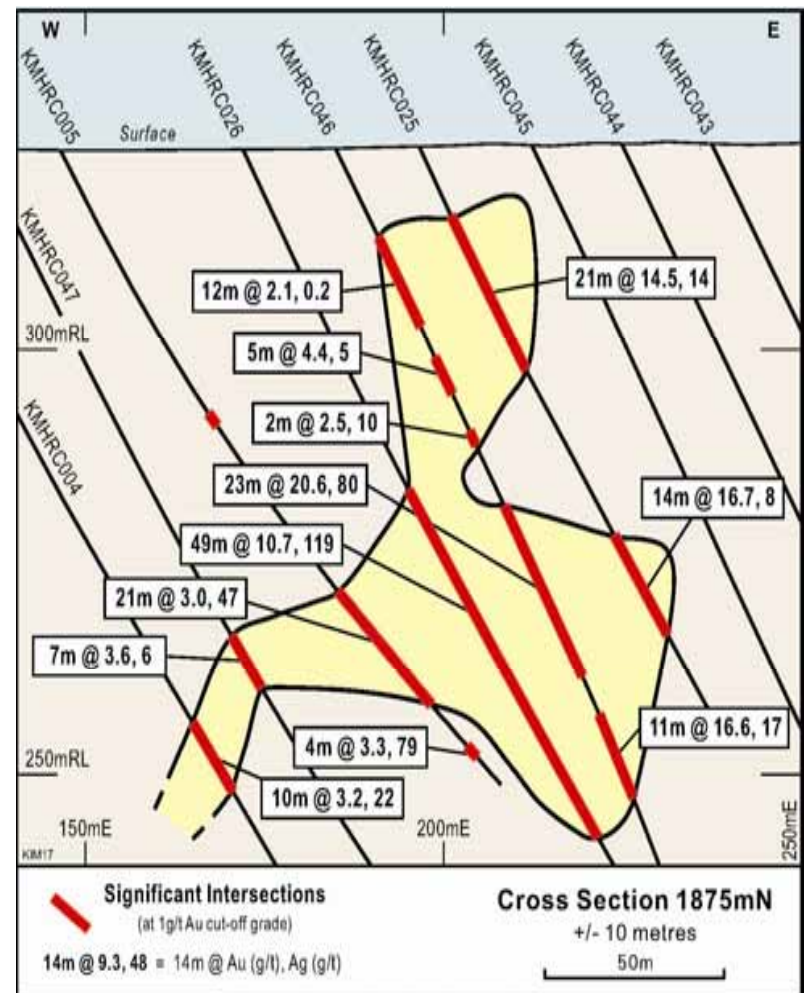 W
E
KMHRC005
KMHRC026
KMHRC046
KMHRC025
KMHRC045
KMHRC044
KMHRC043
Surface
KMHRC047
12m @ 2.1, 0.2
21m @ 14.5, 14
300mRL
5m @ 4.4, 5
KMHRC004
2m @ 2.5, 10
23m @ 20.6, 80
14m @ 16.7, 8
49m @ 10.7, 119
21m @ 3.0, 47
7m @ 3.6, 6
11m @ 16.6, 17
4m @ 3.3, 79
250mRL
10m @ 3.2, 22
150mE
200mE
250mE
KIM17
Significant Intersections
(at 1g/t Au cut-off grade)
14m @ 9.3, 48 = 14m @ Au (g/t), Ag (g/t)
Cross Section 1875mN
+/- 10 metres
50m